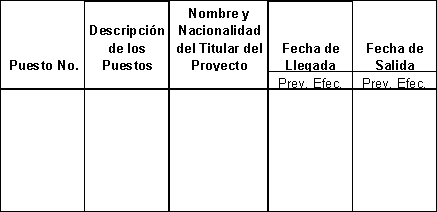 Puesto No.
Descripción
de los
Puestos
Nombre y
Nacionalidad
del Titular del
Proyecto
Fecha de
Llegada
Prev. Efec.
Fecha de
Salida
Prev. Efec.